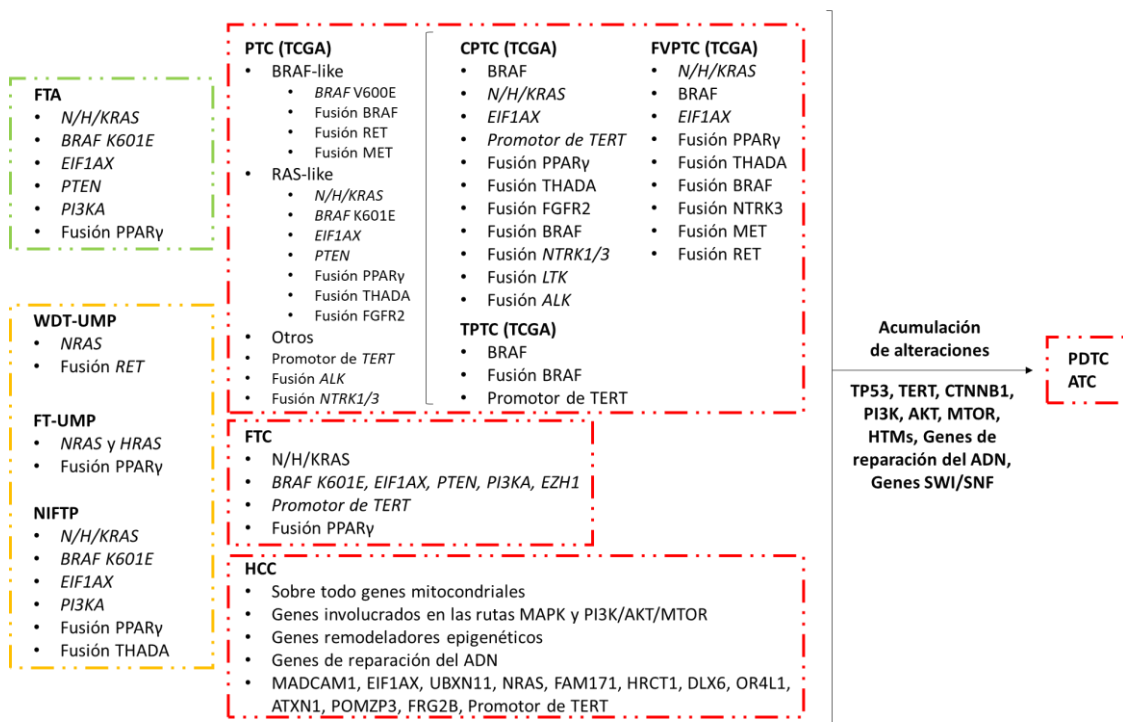 FTA
• N/H/KRAS
• BRAF K601E
• EIF1AX
• PTEN
• PI3KA
• Fusión PPARγ
WDT-UMP
• NRAS
• Fusión RET
FT-UMP
• NRAS y HRAS
• Fusión PPARγ
NIFTP
• N/H/KRAS
• BRAF K601E
• EIF1AX
• PI3KA
• Fusión PPARγ
• Fusión THADA
PTC (TCGA)
• BRAF-like
• BRAF V600E
• Fusión BRAF
• Fusión RET
• Fusión MET
• RAS-like
• N/H/KRAS
• BRAF K601E
• EIF1AX
• PTEN
• Fusión PPARγ
• Fusión THADA
• Fusión FGFR2
• Otros
• Promotor de TERT
• Fusión ALK
• Fusión NTRK1/3
CPTC (TCGA)
• BRAF
• N/H/KRAS
• EIF1AX
• Promotor de TERT
• Fusión PPARγ
• Fusión THADA
• Fusión FGFR2
• Fusión BRAF
• Fusión NTRK1/3
• Fusión LTK
• Fusión ALK
TPTC (TCGA)
• BRAF
• Fusión BRAF
• Promotor de TERT
FVPTC (TCGA)
• N/H/KRAS
• BRAF
• EIF1AX
• Fusión PPARγ
• Fusión THADA
• Fusión BRAF
• Fusión NTRK3
• Fusión MET
• Fusión RET
FTC
• N/H/KRAS
• BRAF K601E, EIF1AX, PTEN, PI3KA, EZH1
• Promotor de TERT
• Fusión PPARγ
HCC
• Sobre todo genes mitocondriales
• Genes involucrados en las rutas MAPK y PI3K/AKT/MTOR
• Genes remodeladores epigenéticos
• Genes de reparación del ADN
• MADCAM1, EIF1AX, UBXN11, NRAS, FAM171, HRCT1, DLX6, OR4L1,
ATXN1, POMZP3, FRG2B, Promotor de TERT
Acumulación
de alteraciones
TP53, TERT, CTNNB1,
PI3K, AKT, MTOR,
HTMs, Genes de
reparación del ADN,
Genes SWI/SNF
PDTC
ATC